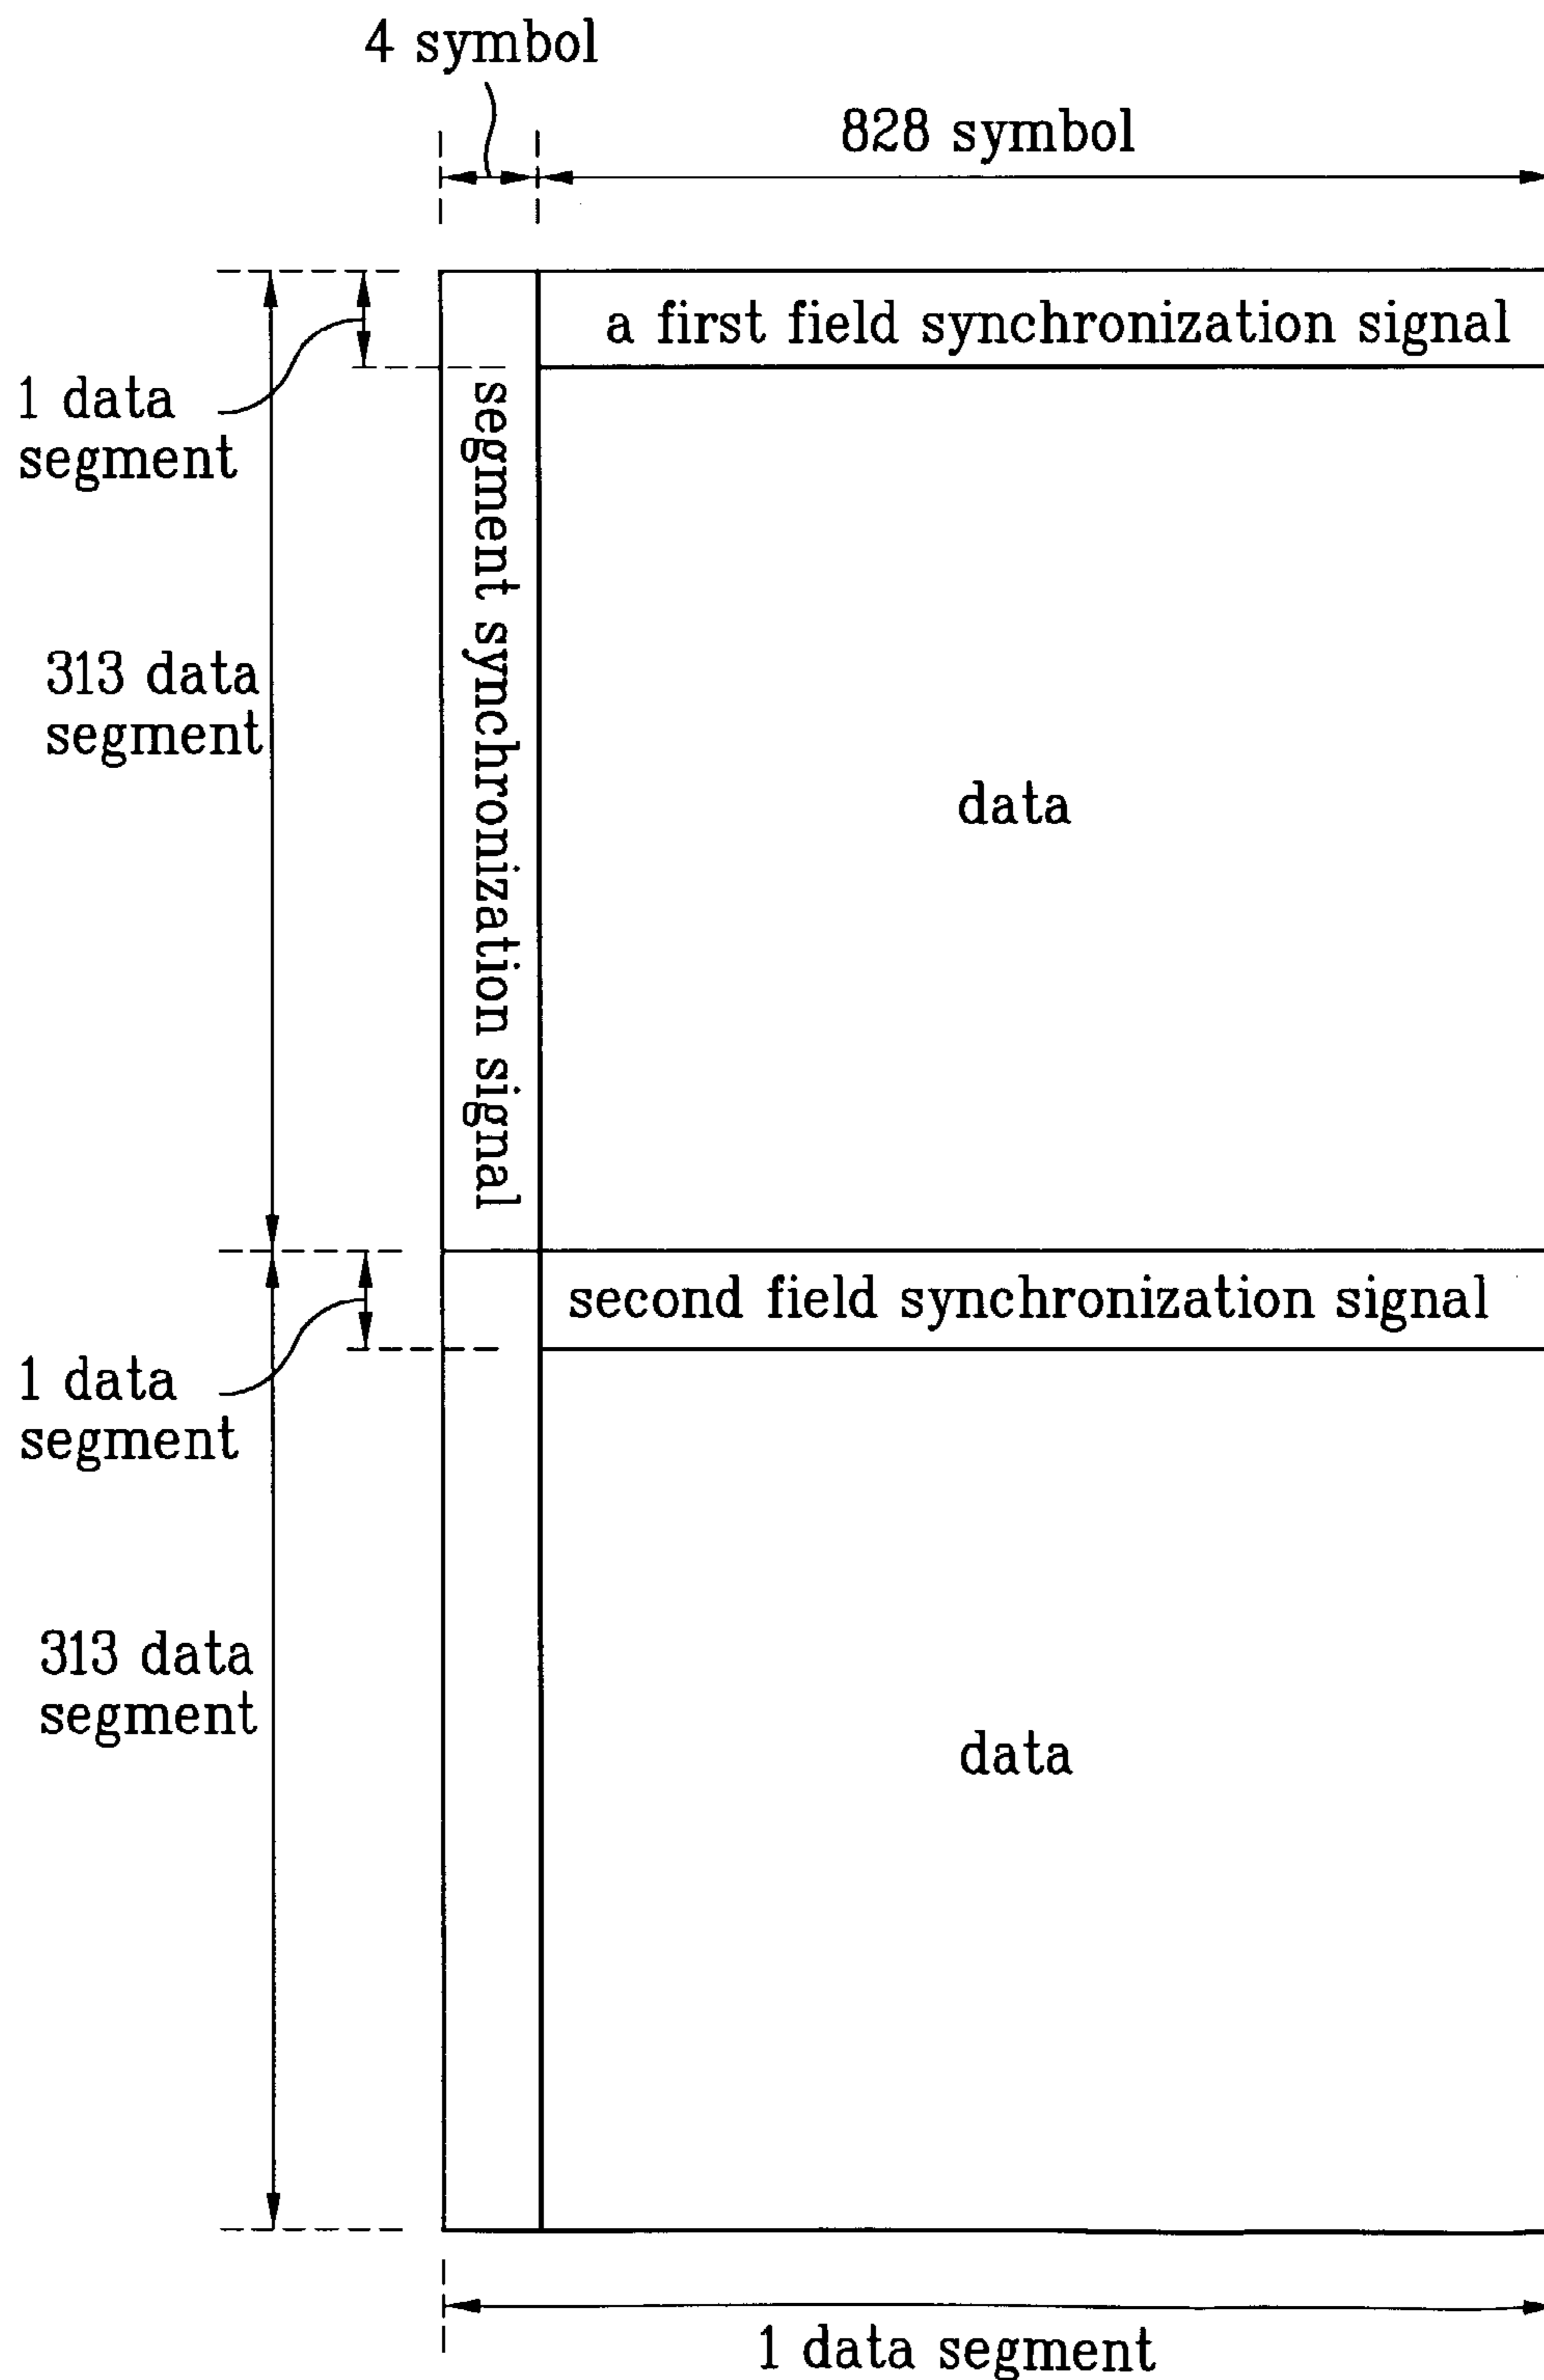 4 symbol
828 symbol
a first field synchronization signal
1 data
segment
segment synchronization signal
313 data
segment
data
second field synchronization signal
1 data
segment
313 data
segment
data
1 data segment